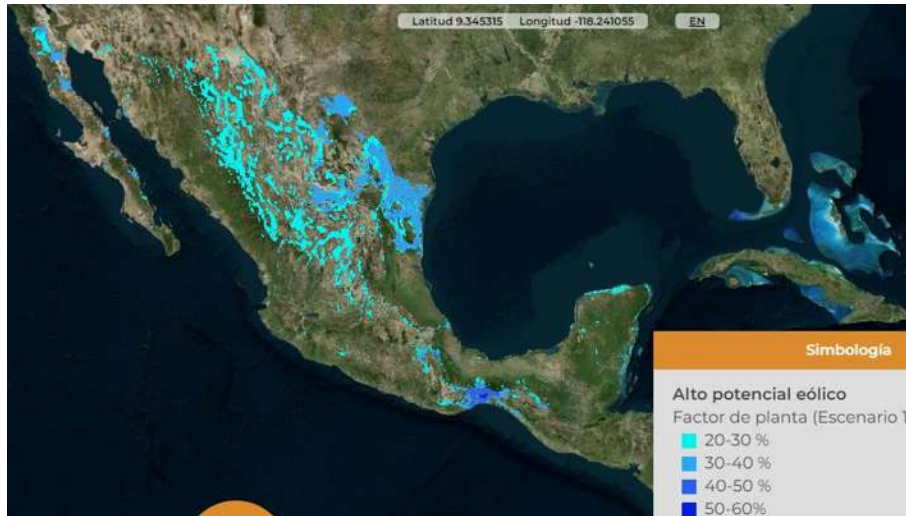 Latitud 9.345315 Longitud -118.241055 EN
Simbología
Alto potencial eólico
Factor de planta (Escenario 1
20-30 %
30-40 %
40-50 %
50-60%